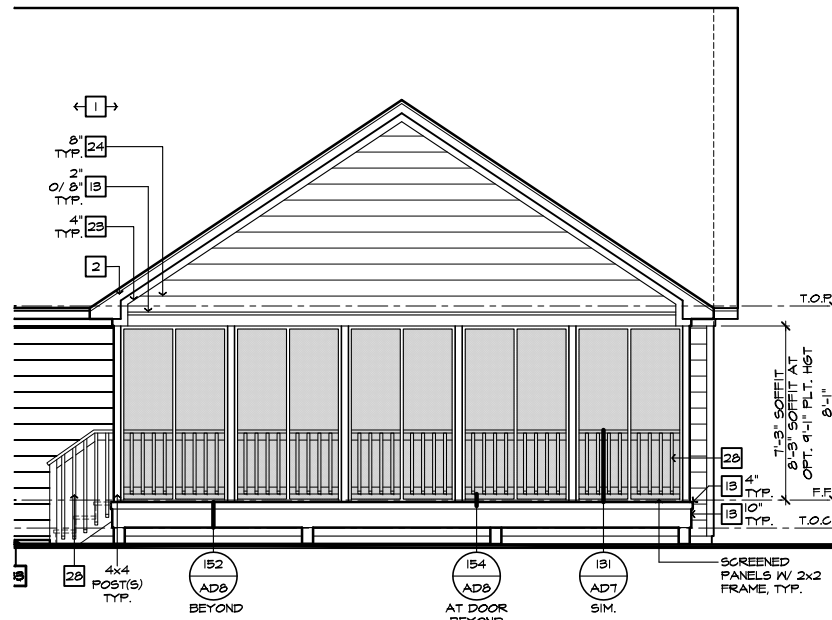 1
8"
TYP. 24
2"
O/ 8" 13
TYP.
4"
TYP. 23
2
T.O.P.
7'-3" SOFFIT
8'-3" SOFFIT AT
OPT. 9'-1" PLT. HGT
8'-1"
28
13 4"
TYP.
F.F.
13 10"
TYP.
T.O.C
28
4x4
POST(S)
TYP.
152
AD8
BEYOND
154
AD8
AT DOOR
BEYOND
131
AD7
SIM.
SCREENED
PANELS W/ 2x2
FRAME, TYP.